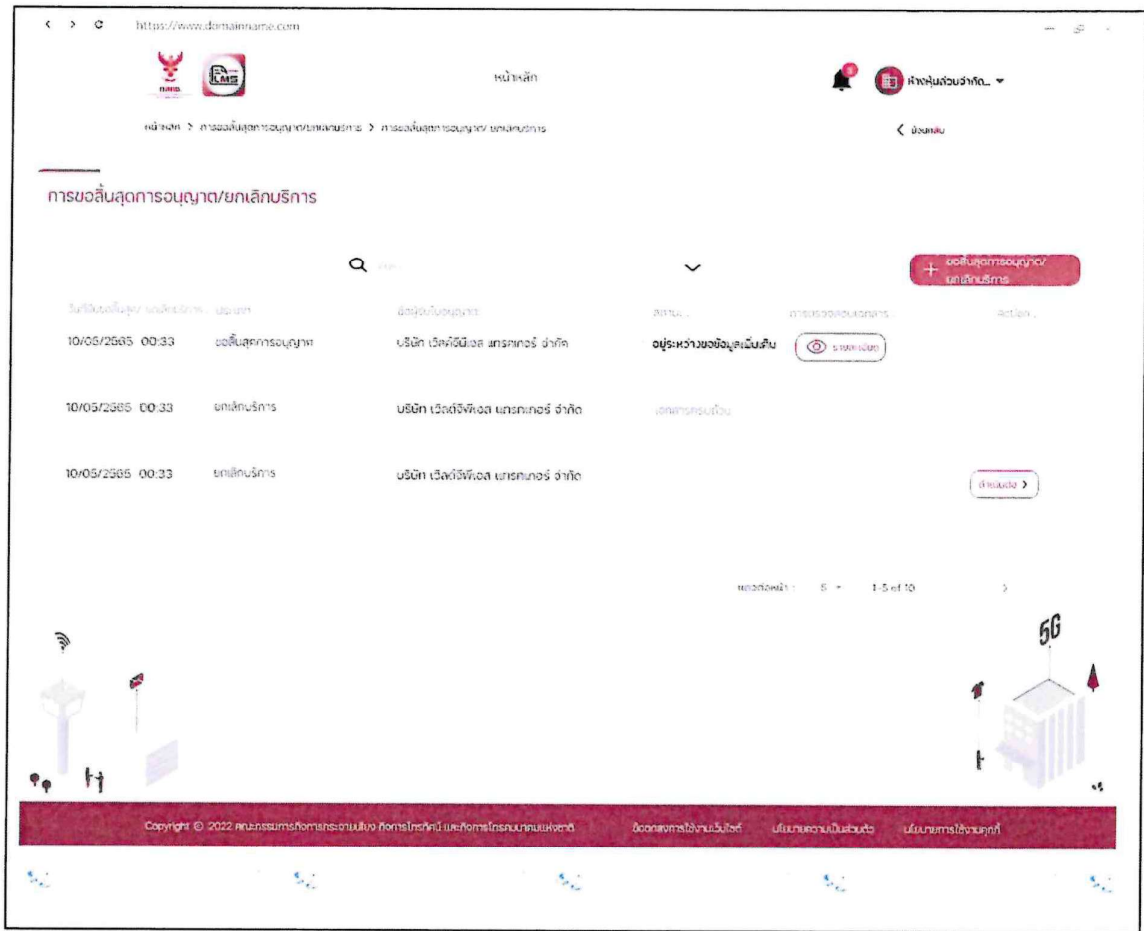 https://www.domainname.com
กสทช.
LMS
หน้าหลัก
3
ห้างหุ้นส่วนจำกัด...
หน้าหลัก > การขอสิ้นสุดการอนุญาต/ยกเลิกบริการ > การขอสิ้นสุดการอนุญาต/ ยกเลิกบริการ
ย้อนกลับ
การขอสิ้นสุดการอนุญาต/ยกเลิกบริการ
+ ขอสิ้นสุดการอนุญาต/
ยกเลิกบริการ
ประเภท ชื่อผู้รับใบอนุญาต สถานะ การตรวจสอบเอกสาร Action
10/05/2565 00:33 ขอสิ้นสุดการอนุญาต บริษัท เวิลด์จีพีเอส แทรคเกอร์ จำกัด อยู่ระหว่างขอข้อมูลเพิ่มเติม รายละเอียด
10/05/2565 00:33 ยกเลิกบริการ บริษัท เวิลด์จีพีเอส แทรคเกอร์ จำกัด เอกสารครบถ้วน
10/05/2565 00:33 ยกเลิกบริการ บริษัท เวิลด์จีพีเอส แทรคเกอร์ จำกัด ดำเนินต่อ >
แถวต่อหน้า : 5 1-5 of 10 >
5G
Copyright © 2022 คณะกรรมการกิจการกระจายเสียง กิจการโทรทัศน์ และกิจการโทรคมนาคมแห่งชาติ ข้อตกลงการใช้งานเว็บไซต์ นโยบายความเป็นส่วนตัว นโยบายการใช้งานคุกกี้